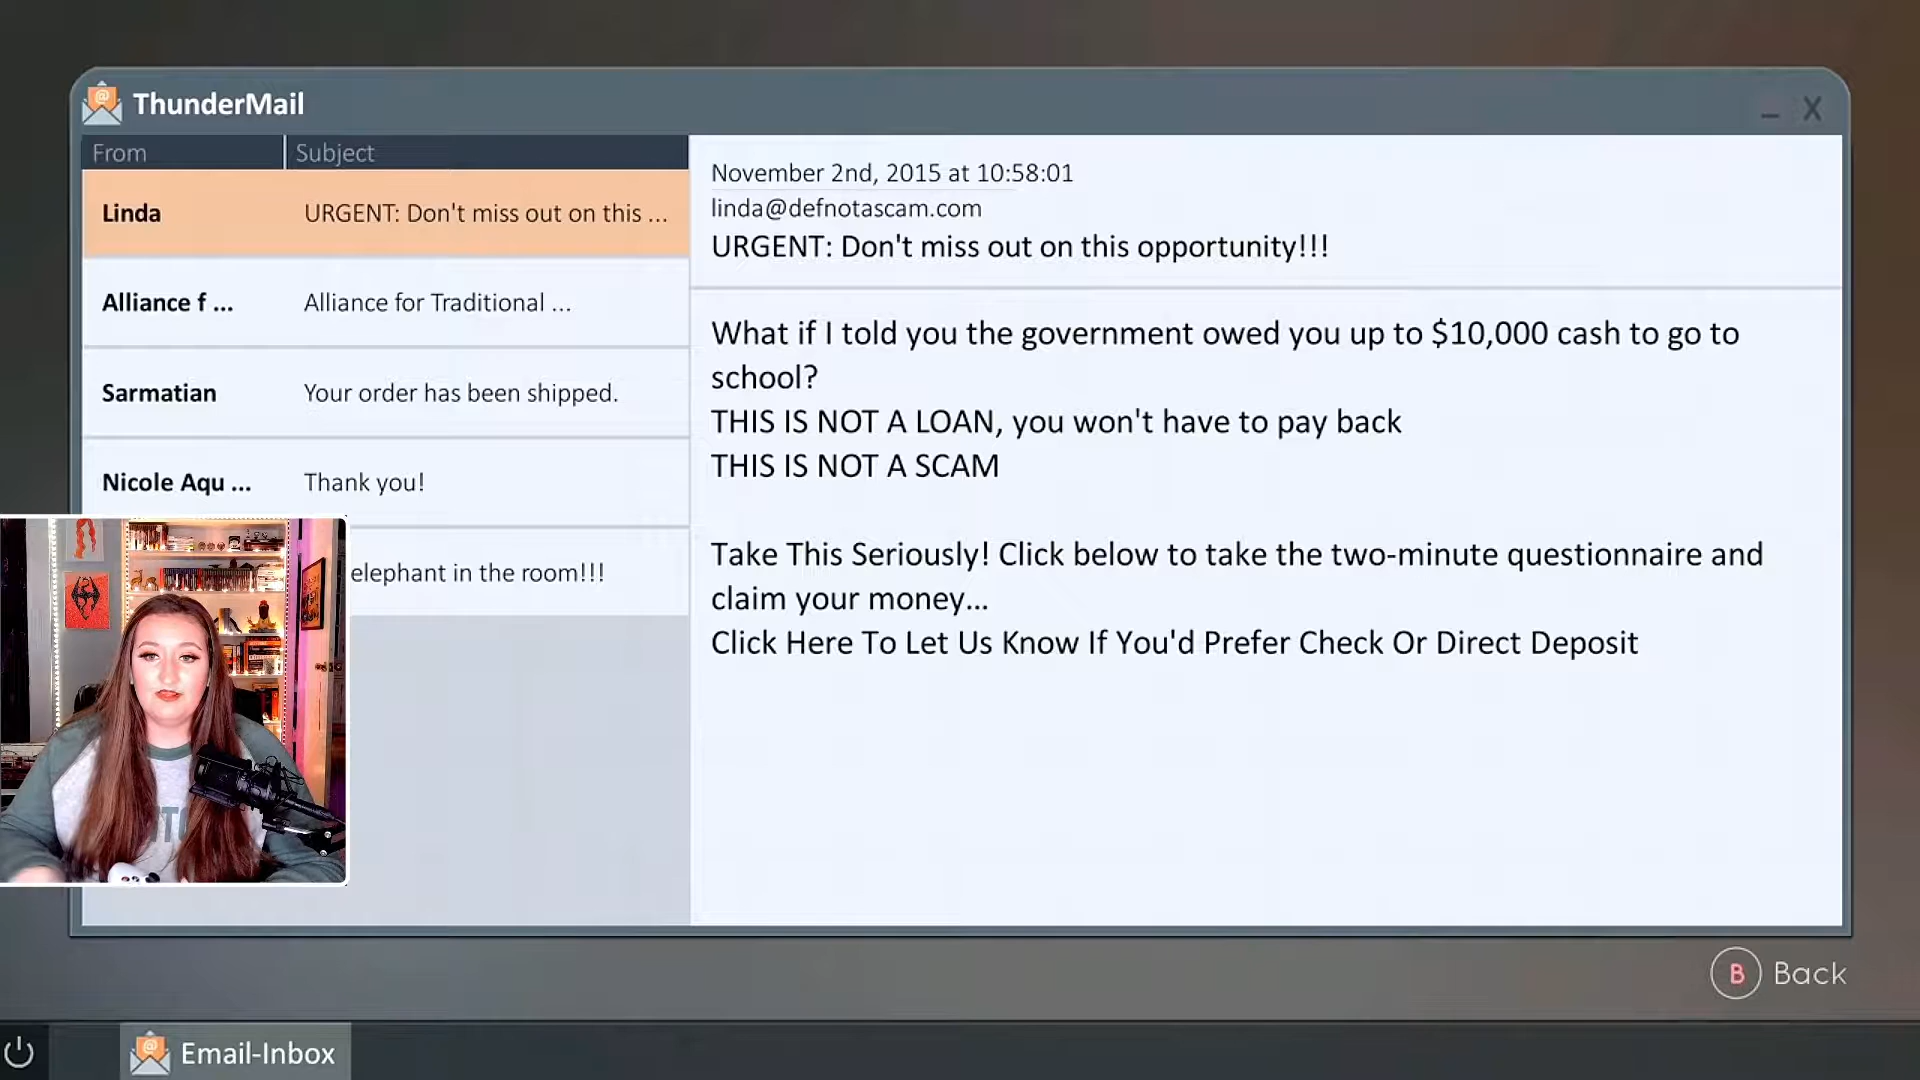 ThunderMail
From Subject
Linda URGENT: Don't miss out on this ...
Alliance f ... Alliance for Traditional ...
Sarmatian Your order has been shipped.
Nicole Aqu ... Thank you!
elephant in the room!!!
November 2nd, 2015 at 10:58:01
linda@defnotascam.com
URGENT: Don't miss out on this opportunity!!!
What if I told you the government owed you up to $10,000 cash to go to
school?
THIS IS NOT A LOAN, you won't have to pay back
THIS IS NOT A SCAM
Take This Seriously! Click below to take the two-minute questionnaire and
claim your money...
Click Here To Let Us Know If You'd Prefer Check Or Direct Deposit
B Back
Email-Inbox